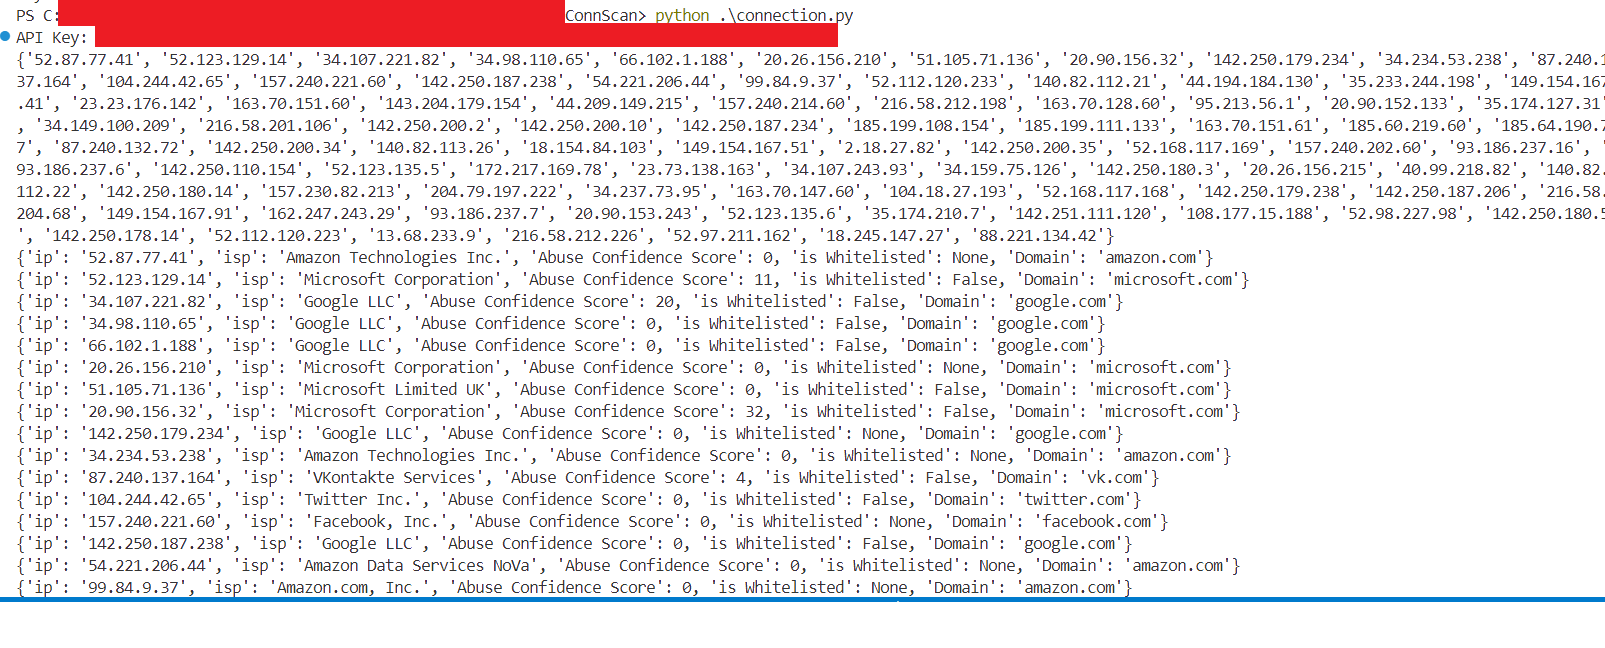 PS C: ConnScan> python .\connection.py
API Key:
{'52.87.77.41', '52.123.129.14', '34.107.221.82', '34.98.110.65', '66.102.1.188', '20.26.156.210', '51.105.71.136', '20.90.156.32', '142.250.179.234', '34.234.53.238', '87.240.1
37.164', '104.244.42.65', '157.240.221.60', '142.250.187.238', '54.221.206.44', '99.84.9.37', '52.112.120.233', '140.82.112.21', '44.194.184.130', '35.233.244.198', '149.154.167
.41', '23.23.176.142', '163.70.151.60', '143.204.179.154', '44.209.149.215', '157.240.214.60', '216.58.212.198', '163.70.128.60', '95.213.56.1', '20.90.152.133', '35.174.127.31'
, '34.149.100.209', '216.58.201.106', '142.250.200.2', '142.250.200.10', '142.250.187.234', '185.199.108.154', '185.199.111.133', '163.70.151.61', '185.60.219.60', '185.64.190.7
7', '87.240.132.72', '142.250.200.34', '140.82.113.26', '18.154.84.103', '149.154.167.51', '2.18.27.82', '142.250.200.35', '52.168.117.169', '157.240.202.60', '93.186.237.16', '
93.186.237.6', '142.250.110.154', '52.123.135.5', '172.217.169.78', '23.73.138.163', '34.107.243.93', '34.159.75.126', '142.250.180.3', '20.26.156.215', '40.99.218.82', '140.82.
112.22', '142.250.180.14', '157.230.82.213', '204.79.197.222', '34.237.73.95', '163.70.147.60', '104.18.27.193', '52.168.117.168', '142.250.179.238', '142.250.187.206', '216.58.
204.68', '149.154.167.91', '162.247.243.29', '93.186.237.7', '20.90.153.243', '52.123.135.6', '35.174.210.7', '142.251.111.120', '108.177.15.188', '52.98.227.98', '142.250.180.5
', '142.250.178.14', '52.112.120.223', '13.68.233.9', '216.58.212.226', '52.97.211.162', '18.245.147.27', '88.221.134.42'}
{'ip': '52.87.77.41', 'isp': 'Amazon Technologies Inc.', 'Abuse Confidence Score': 0, 'is Whitelisted': None, 'Domain': 'amazon.com'}
{'ip': '52.123.129.14', 'isp': 'Microsoft Corporation', 'Abuse Confidence Score': 11, 'is Whitelisted': False, 'Domain': 'microsoft.com'}
{'ip': '34.107.221.82', 'isp': 'Google LLC', 'Abuse Confidence Score': 20, 'is Whitelisted': False, 'Domain': 'google.com'}
{'ip': '34.98.110.65', 'isp': 'Google LLC', 'Abuse Confidence Score': 0, 'is Whitelisted': False, 'Domain': 'google.com'}
{'ip': '66.102.1.188', 'isp': 'Google LLC', 'Abuse Confidence Score': 0, 'is Whitelisted': False, 'Domain': 'google.com'}
{'ip': '20.26.156.210', 'isp': 'Microsoft Corporation', 'Abuse Confidence Score': 0, 'is Whitelisted': None, 'Domain': 'microsoft.com'}
{'ip': '51.105.71.136', 'isp': 'Microsoft Limited UK', 'Abuse Confidence Score': 0, 'is Whitelisted': False, 'Domain': 'microsoft.com'}
{'ip': '20.90.156.32', 'isp': 'Microsoft Corporation', 'Abuse Confidence Score': 32, 'is Whitelisted': False, 'Domain': 'microsoft.com'}
{'ip': '142.250.179.234', 'isp': 'Google LLC', 'Abuse Confidence Score': 0, 'is Whitelisted': None, 'Domain': 'google.com'}
{'ip': '34.234.53.238', 'isp': 'Amazon Technologies Inc.', 'Abuse Confidence Score': 0, 'is Whitelisted': None, 'Domain': 'amazon.com'}
{'ip': '87.240.137.164', 'isp': 'VKontakte Services', 'Abuse Confidence Score': 4, 'is Whitelisted': False, 'Domain': 'vk.com'}
{'ip': '104.244.42.65', 'isp': 'Twitter Inc.', 'Abuse Confidence Score': 0, 'is Whitelisted': False, 'Domain': 'twitter.com'}
{'ip': '157.240.221.60', 'isp': 'Facebook, Inc.', 'Abuse Confidence Score': 0, 'is Whitelisted': None, 'Domain': 'facebook.com'}
{'ip': '142.250.187.238', 'isp': 'Google LLC', 'Abuse Confidence Score': 0, 'is Whitelisted': False, 'Domain': 'google.com'}
{'ip': '54.221.206.44', 'isp': 'Amazon Data Services NoVa', 'Abuse Confidence Score': 0, 'is Whitelisted': None, 'Domain': 'amazon.com'}
{'ip': '99.84.9.37', 'isp': 'Amazon.com, Inc.', 'Abuse Confidence Score': 0, 'is Whitelisted': None, 'Domain': 'amazon.com'}